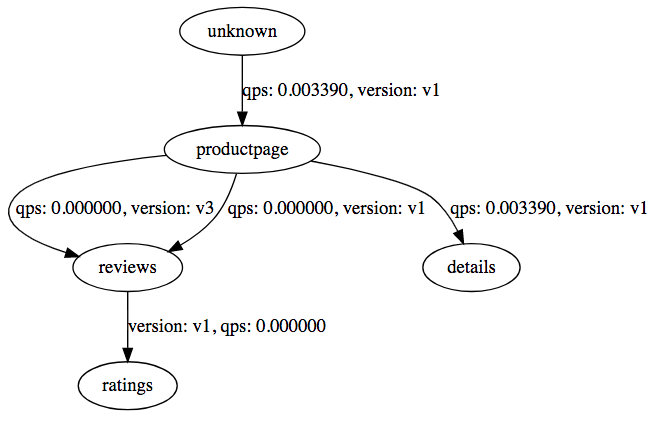 unknown
qps: 0.003390, version: v1
productpage
qps: 0.000000, version: v3
qps: 0.000000, version: v1
qps: 0.003390, version: v1
reviews
details
version: v1, qps: 0.000000
ratings